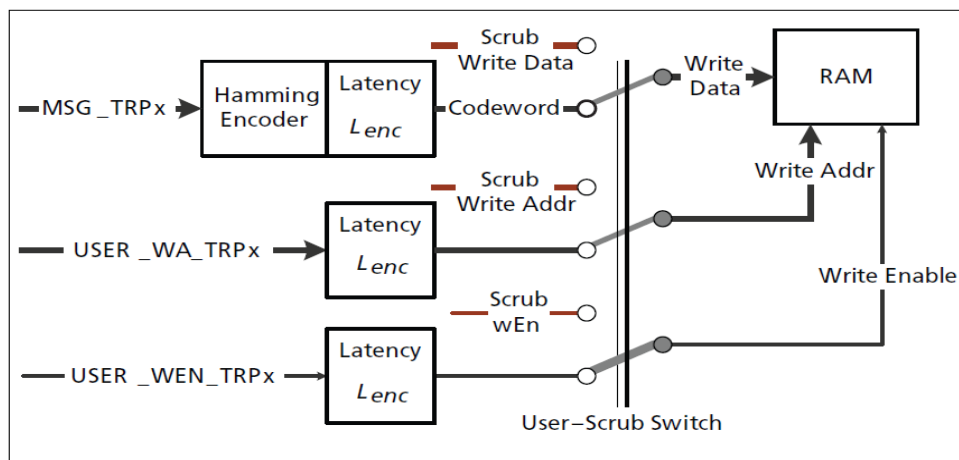 Scrub
Write Data
Write
Data
RAM
MSG _TRPx
Hamming
Encoder
Latency
Lenc
Codeword
Scrub
Write Addr
Write Addr
USER _WA_TRPx
Latency
Lenc
Write Enable
Scrub
wEn
USER _WEN_TRPx
Latency
Lenc
User–Scrub Switch